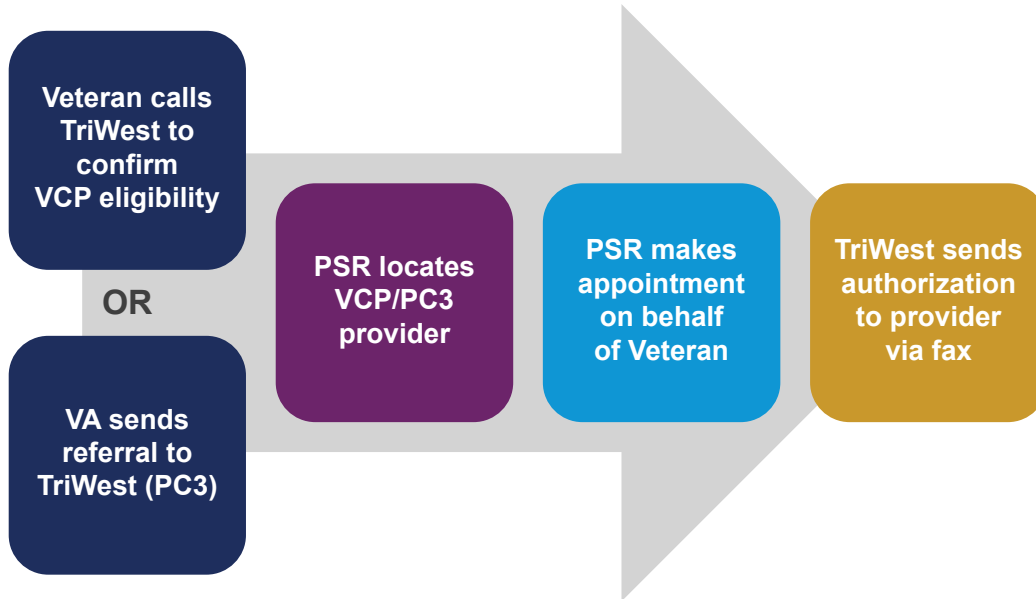 Veteran calls
TriWest to
confirm
VCP eligibility
OR
VA sends
referral to
TriWest (PC3)
PSR locates
VCP/PC3
provider
PSR makes
appointment
on behalf
of Veteran
TriWest sends
authorization
to provider
via fax